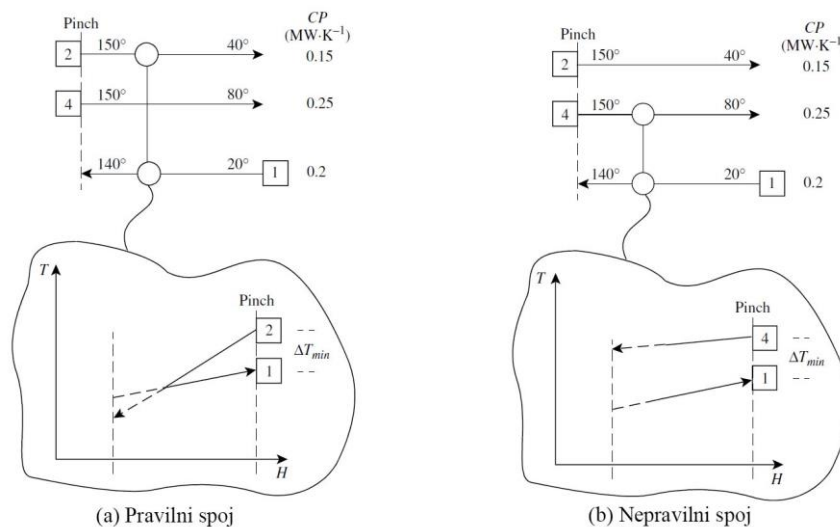 CP
Pinch (MW·K⁻¹)
2 150° 40° 0.15
4 150° 80° 0.25
140° 20° 1 0.2
T
Pinch
2
ΔTmin
1
H
(a) Pravilni spoj
CP
Pinch (MW·K⁻¹)
2 150° 40° 0.15
4 150° 80° 0.25
140° 20° 1 0.2
T
Pinch
4
ΔTmin
1
H
(b) Nepravilni spoj